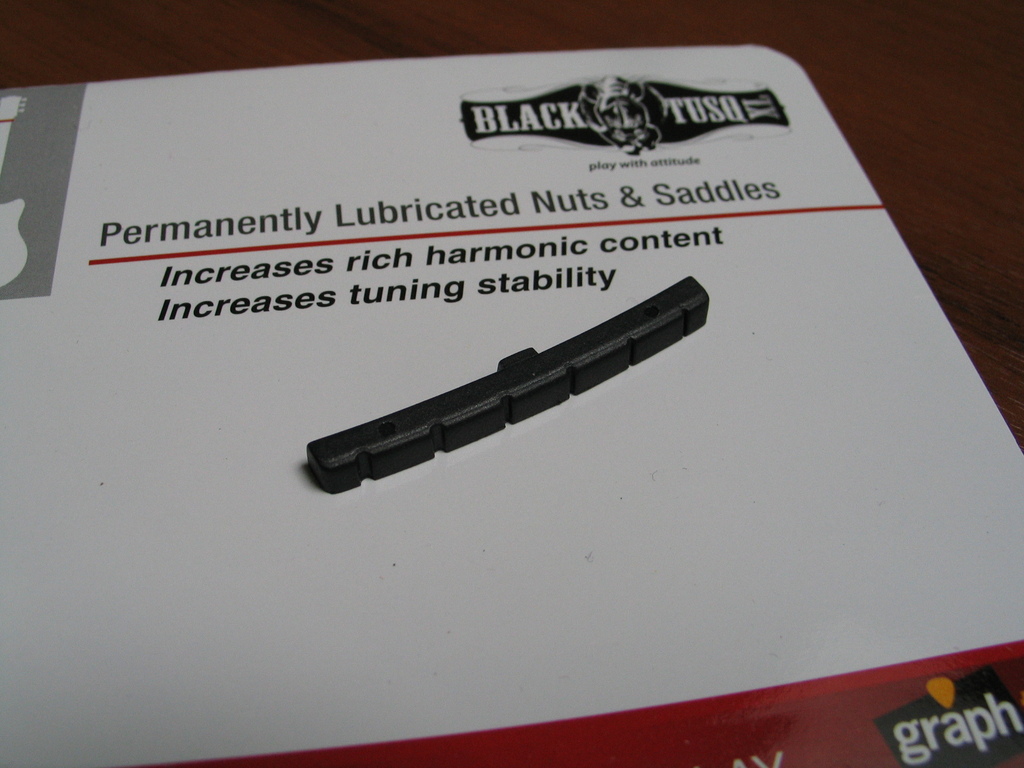 BLACK TUSQ XL
play with attitude
Permanently Lubricated Nuts & Saddles
Increases rich harmonic content
Increases tuning stability
graph